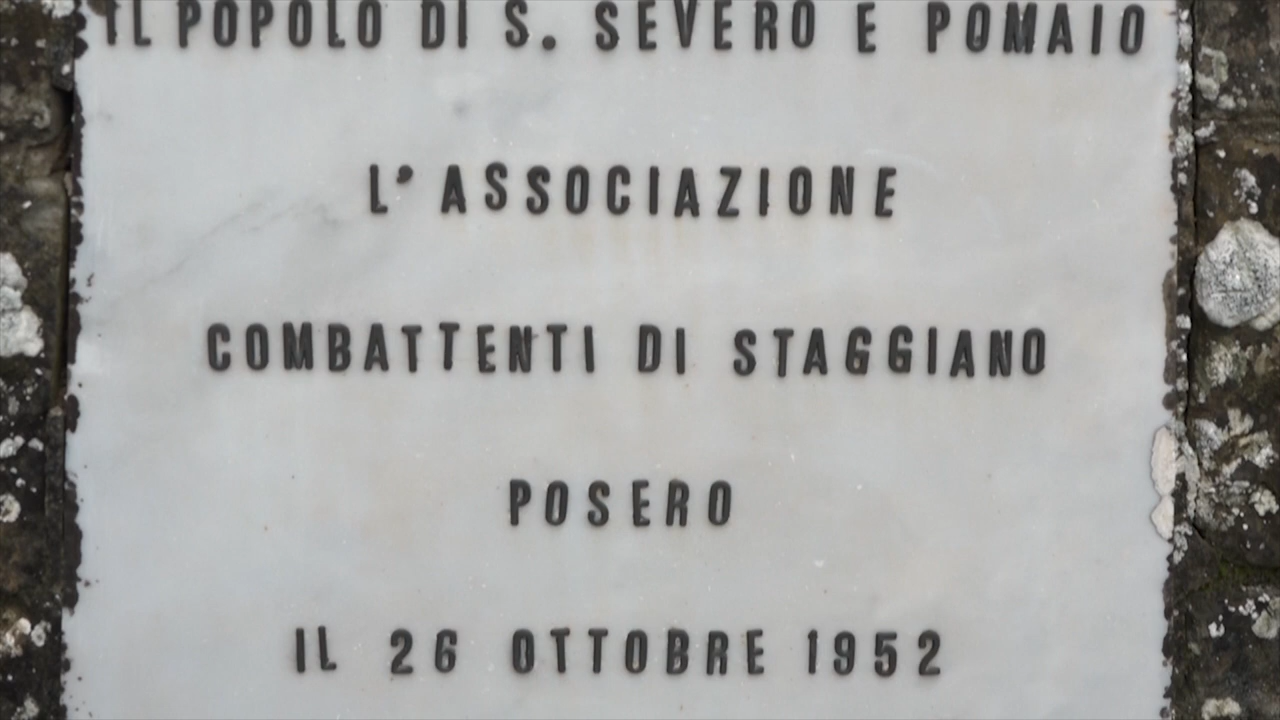 IL POPOLO DI S. SEVERO E POMAIO
L'ASSOCIAZIONE
COMBATTENTI DI STAGGIANO
POSERO
IL 26 OTTOBRE 1952